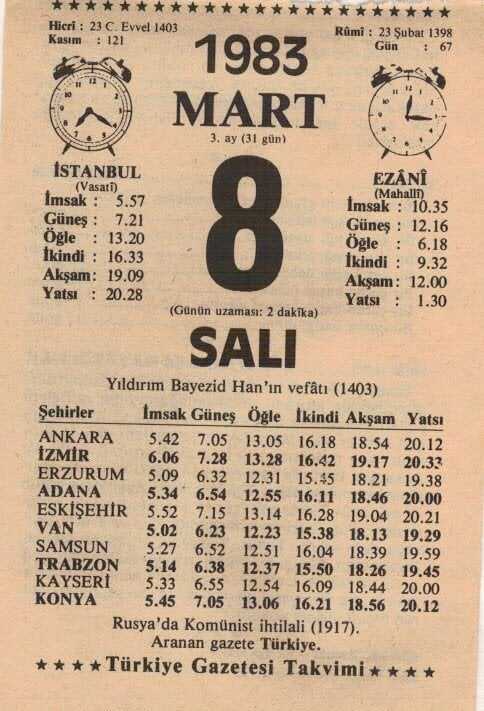 ★★★★★★★★★★★★★★★★★★★★★★★★
Hicrî : 23 C. Evvel 1403
Kasım : 121
Rûmî : 23 Şubat 1398
Gün : 67
1983
MART
3. ay (31 gün)
8
(Günün uzaması: 2 dakîka)
SALI
İSTANBUL
(Vasatî)
İmsak : 5.57
Güneş : 7.21
Öğle : 13.20
İkindi : 16.33
Akşam: 19.09
Yatsı : 20.28
EZÂNÎ
(Mahallî)
İmsak : 10.35
Güneş : 12.16
Öğle : 6.18
İkindi : 9.32
Akşam: 12.00
Yatsı : 1.30
Yıldırım Bayezid Han'ın vefâtı (1403)
Şehirler İmsak Güneş Öğle İkindi Akşam Yatsı
ANKARA 5.42 7.05 13.05 16.18 18.54 20.12
İZMİR 6.06 7.28 13.28 16.42 19.17 20.33
ERZURUM 5.09 6.32 12.31 15.45 18.21 19.38
ADANA 5.34 6.54 12.55 16.11 18.46 20.00
ESKİŞEHİR 5.52 7.15 13.14 16.28 19.04 20.21
VAN 5.02 6.23 12.23 15.38 18.13 19.29
SAMSUN 5.27 6.52 12.51 16.04 18.39 19.59
TRABZON 5.14 6.38 12.37 15.50 18.26 19.45
KAYSERİ 5.33 6.55 12.54 16.09 18.44 20.00
KONYA 5.45 7.05 13.06 16.21 18.56 20.12
Rusya'da Komünist ihtilali (1917).
Aranan gazete Türkiye.
★★★★Türkiye Gazetesi Takvimi★★★★